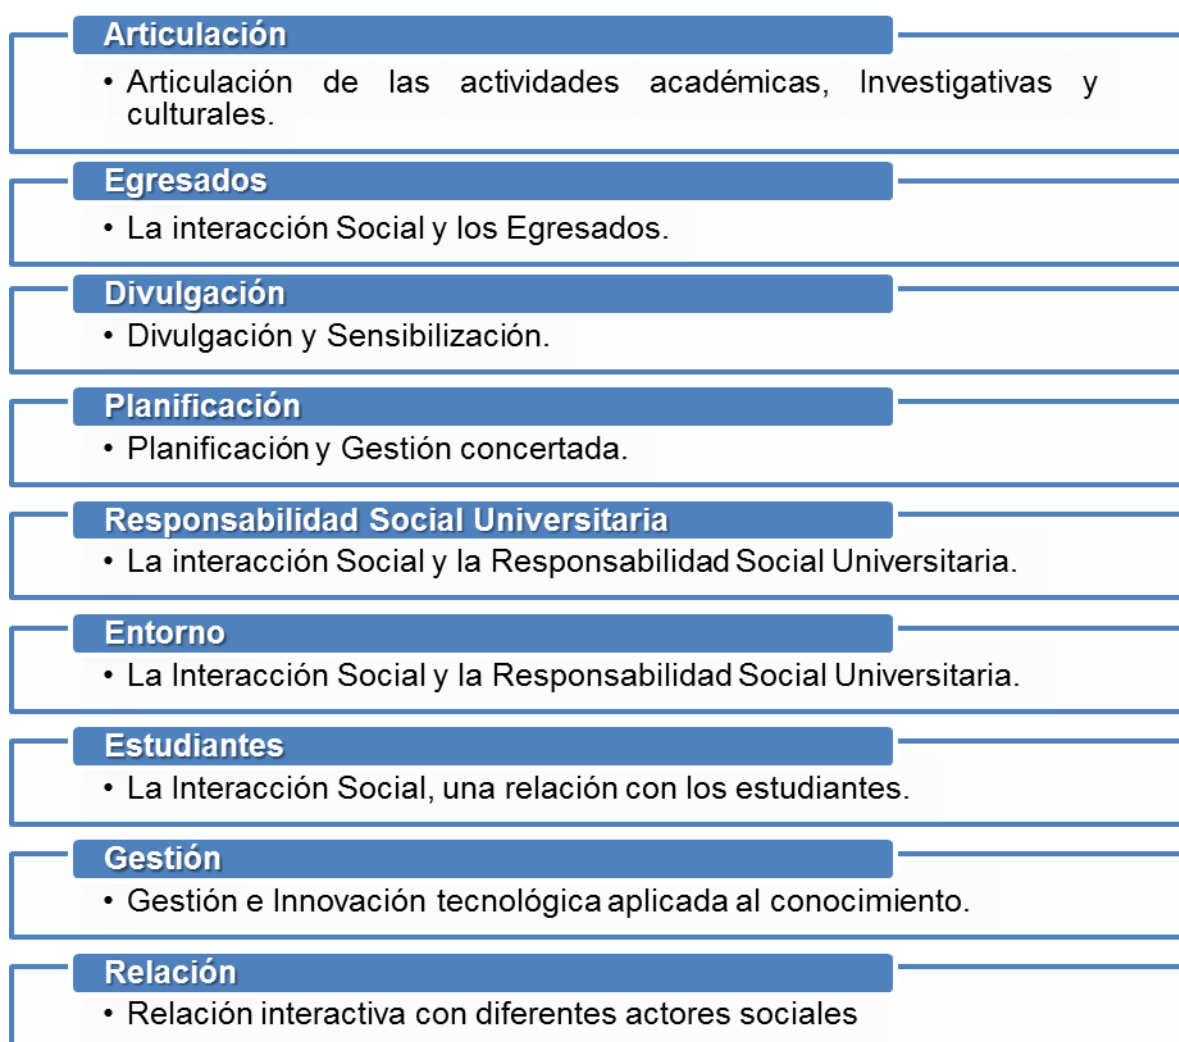 Articulación
• Articulación de las actividades académicas, Investigativas y
culturales.
Egresados
• La interacción Social y los Egresados.
Divulgación
• Divulgación y Sensibilización.
Planificación
• Planificación y Gestión concertada.
Responsabilidad Social Universitaria
• La interacción Social y la Responsabilidad Social Universitaria.
Entorno
• La Interacción Social y la Responsabilidad Social Universitaria.
Estudiantes
• La Interacción Social, una relación con los estudiantes.
Gestión
• Gestión e Innovación tecnológica aplicada al conocimiento.
Relación
• Relación interactiva con diferentes actores sociales